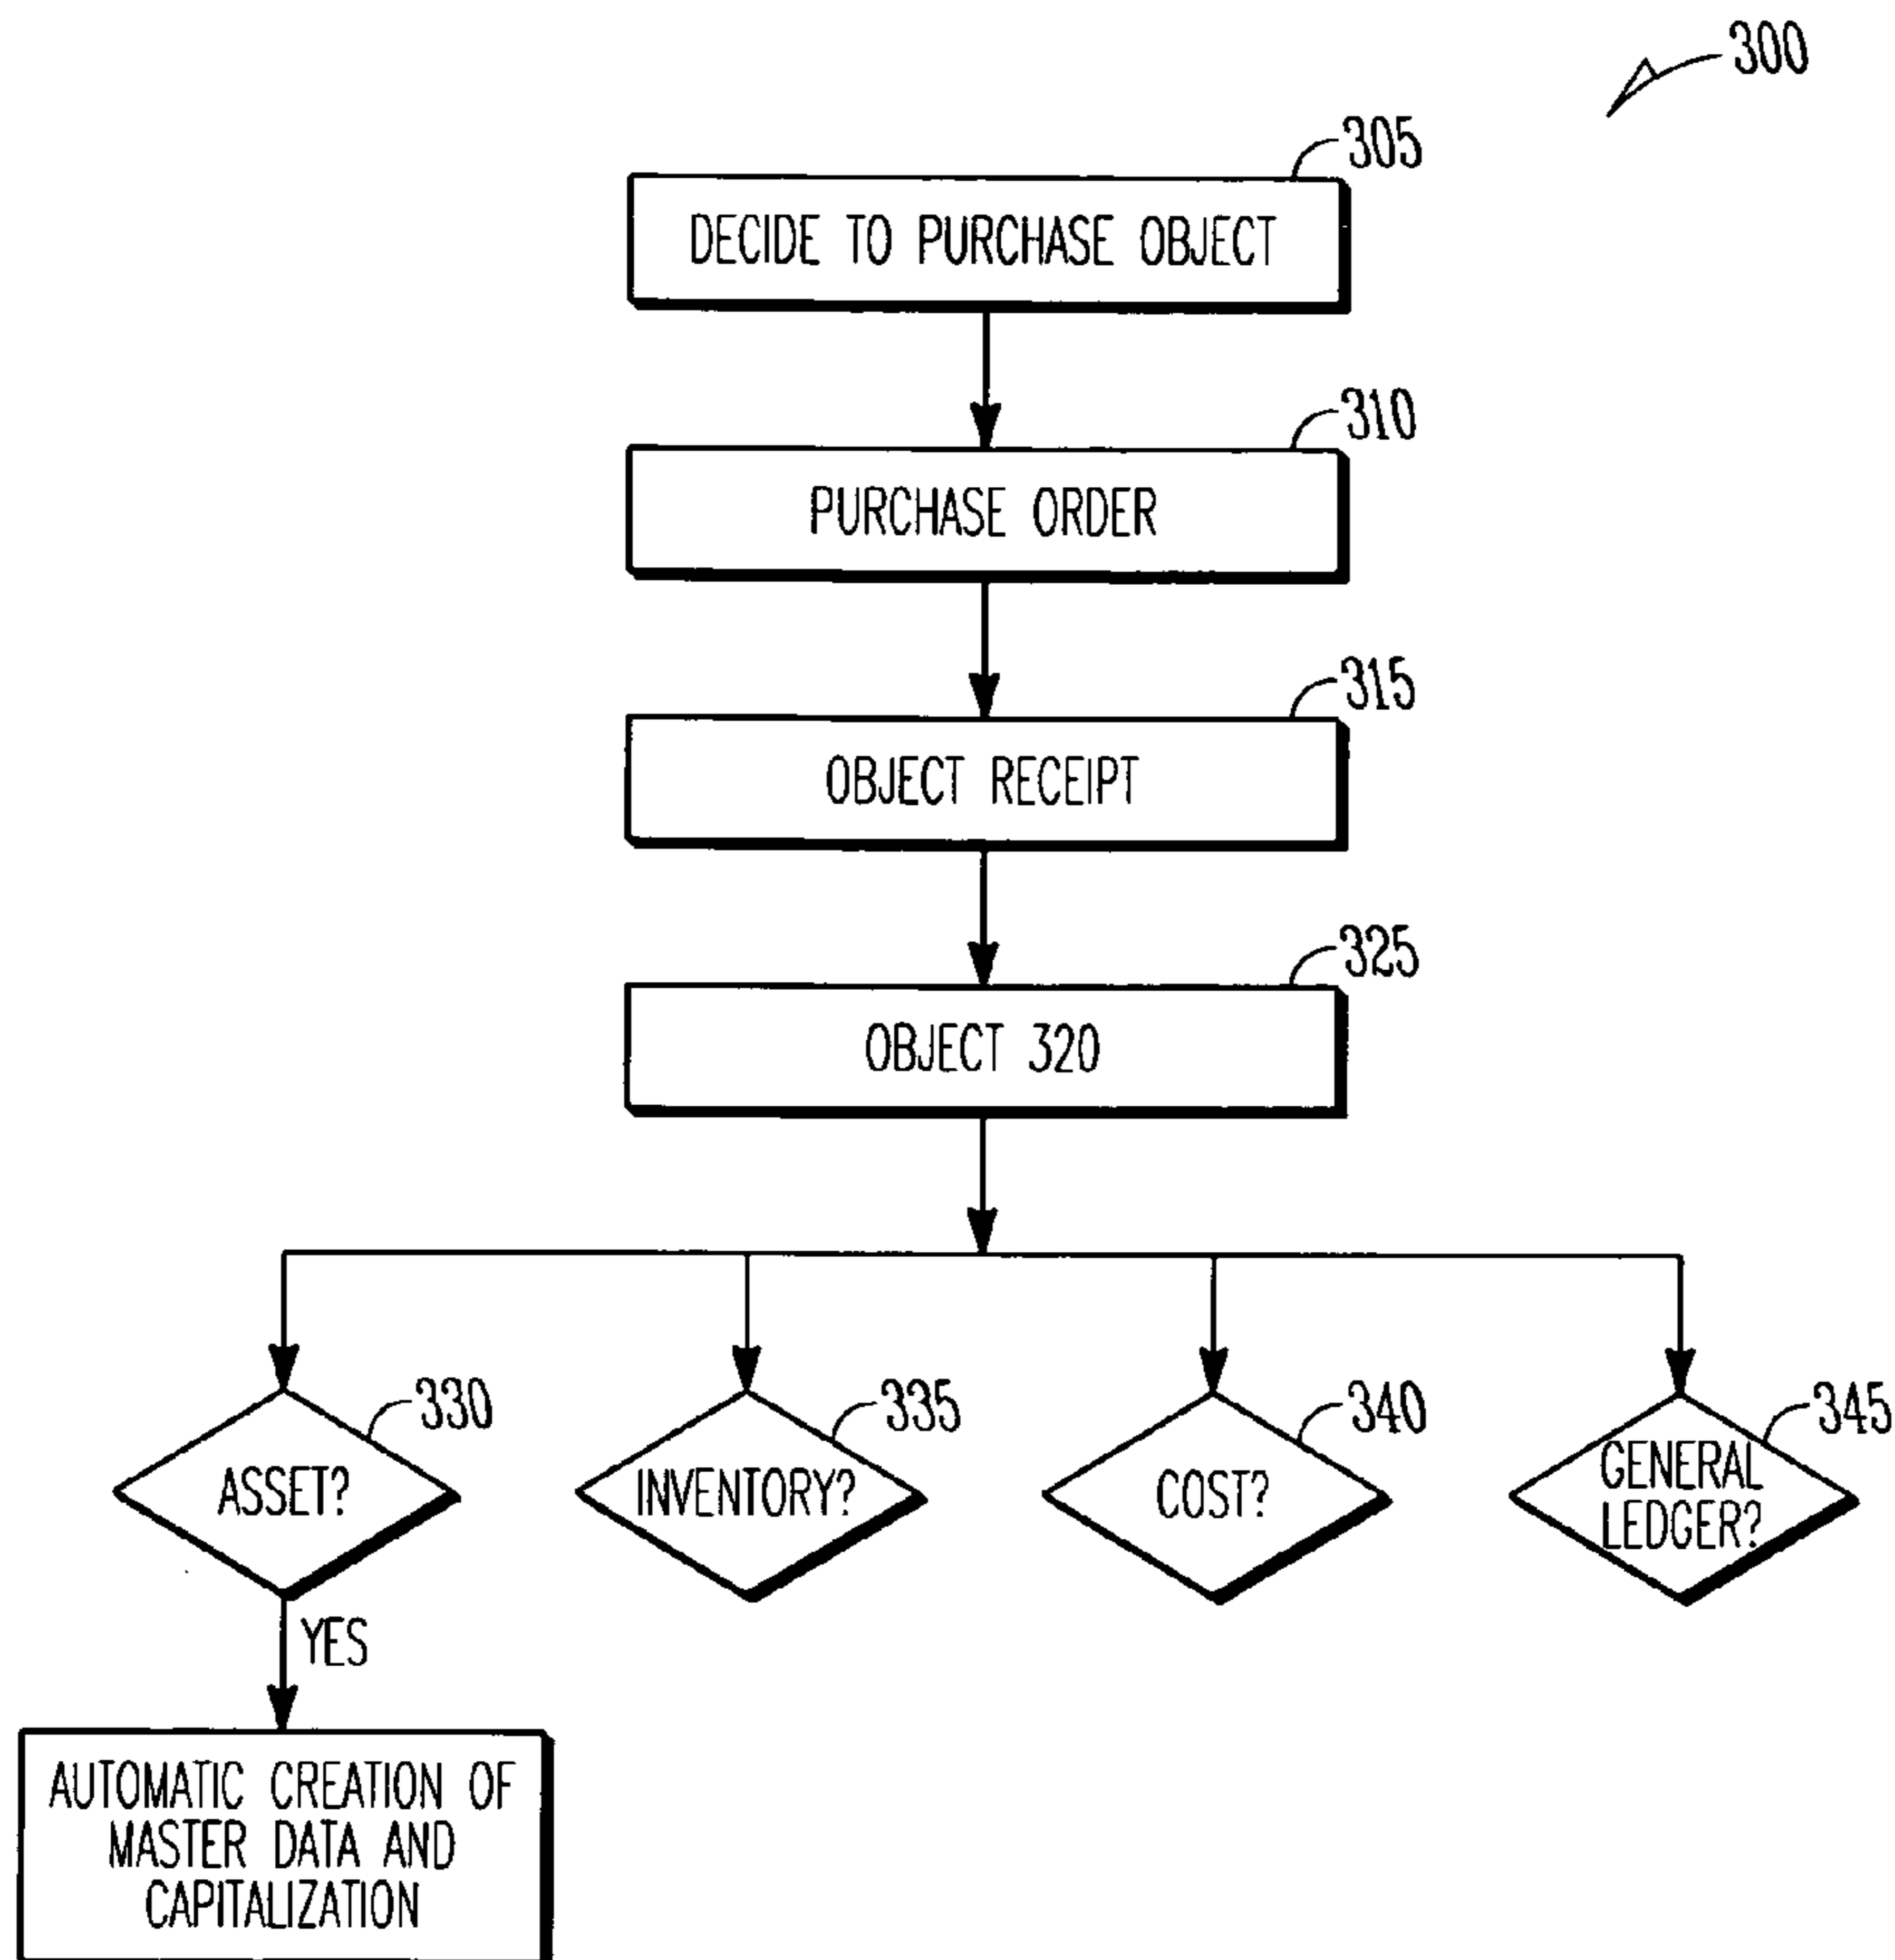 300
305
DECIDE TO PURCHASE OBJECT
310
PURCHASE ORDER
315
OBJECT RECEIPT
325
OBJECT 320
330
ASSET?
335
INVENTORY?
340
COST?
345
GENERAL
LEDGER?
YES
AUTOMATIC CREATION OF
MASTER DATA AND
CAPITALIZATION